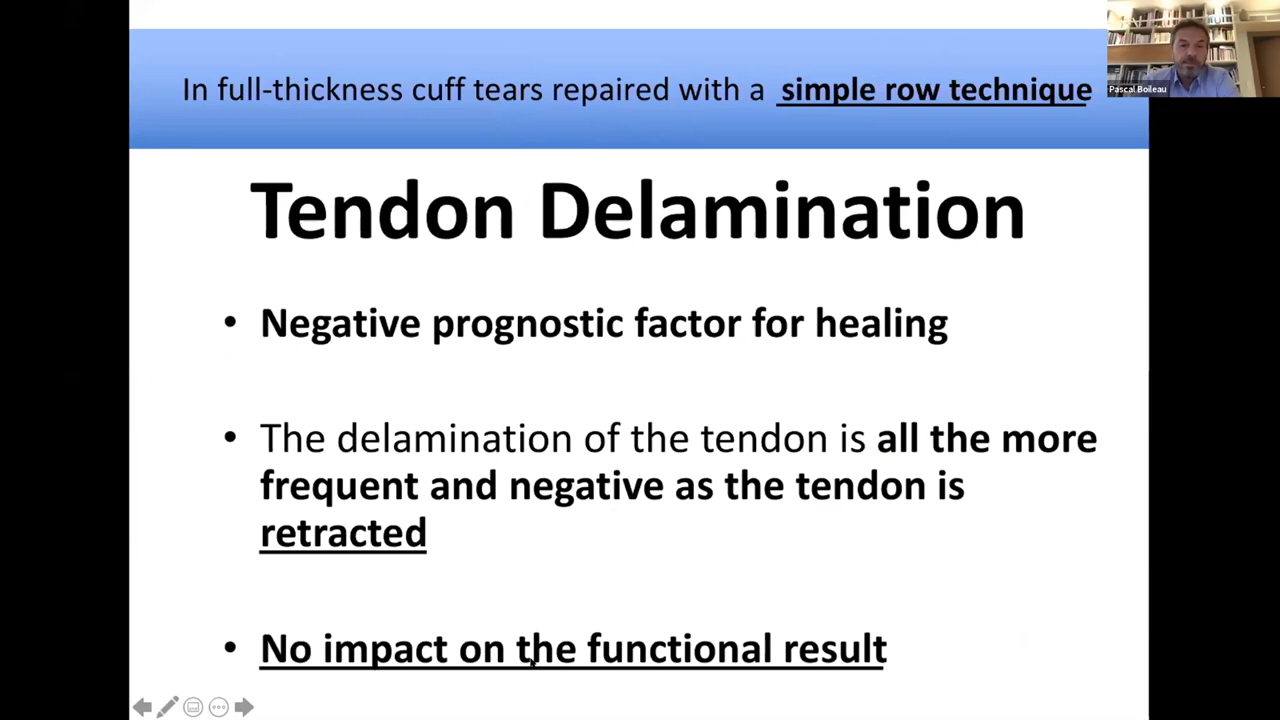 In full-thickness cuff tears repaired with a simple row technique
Pascal Boileau
Tendon Delamination
• Negative prognostic factor for healing
• The delamination of the tendon is all the more
frequent and negative as the tendon is
retracted
• No impact on the functional result